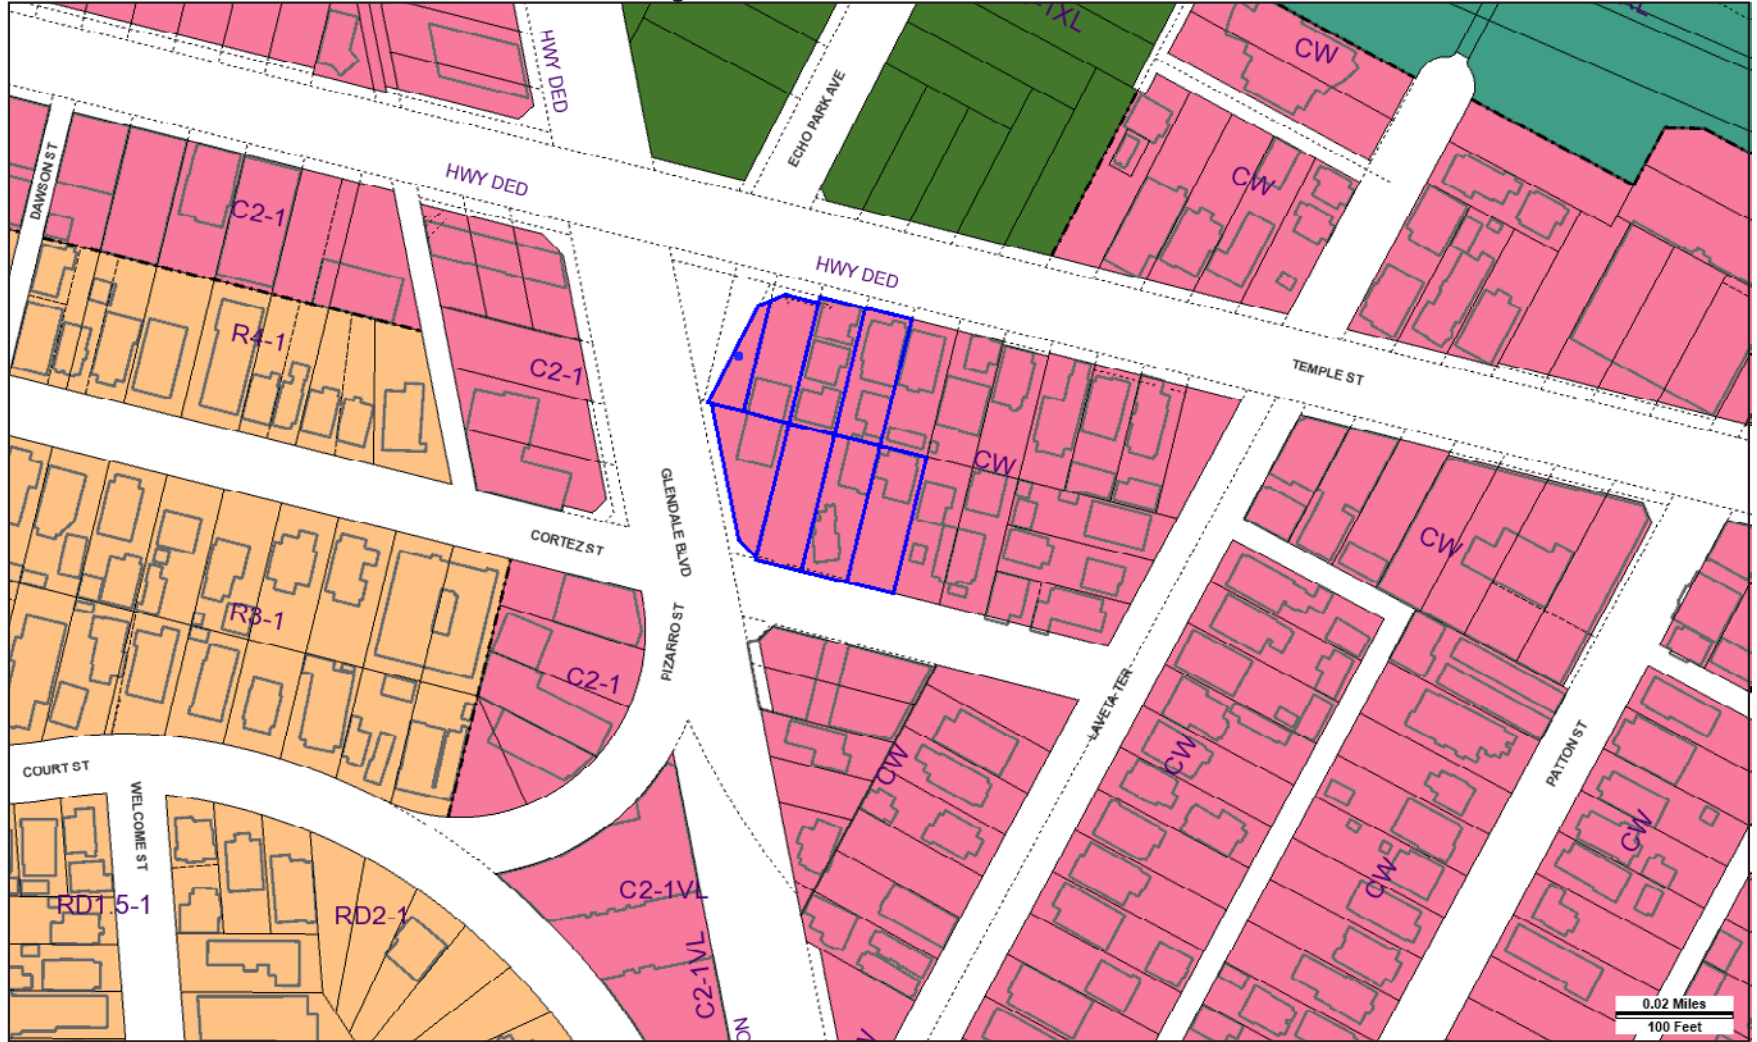 1XL
CW
HWY DED
ECHO PARK AVE
DAWSON ST
HWY DED
CW
C2-1
HWY DED
R4-1
C2-1
TEMPLE ST
CW
GLENDALE BLVD
CORTEZ ST
CW
R3-1
PIZARRO ST
C2-1
LAVETA TER
CW
CW
PATTON ST
COURT ST
WELCOME ST
CW
CW
C2-1VL
RD1.5-1
RD2-1
C2-1VL
0.02 Miles
100 Feet